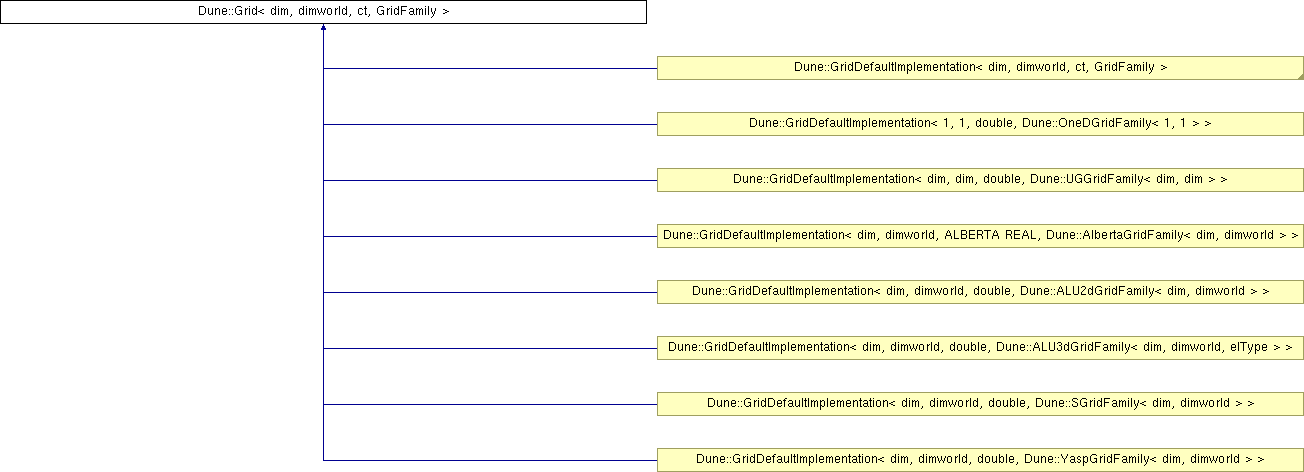 Dune::Grid< dim, dimworld, ct, GridFamily >
Dune::GridDefaultImplementation< dim, dimworld, ct, GridFamily >
Dune::GridDefaultImplementation< 1, 1, double, Dune::OneDGridFamily< 1, 1 > >
Dune::GridDefaultImplementation< dim, dim, double, Dune::UGGridFamily< dim, dim > >
Dune::GridDefaultImplementation< dim, dimworld, ALBERTA REAL, Dune::AlbertaGridFamily< dim, dimworld > >
Dune::GridDefaultImplementation< dim, dimworld, double, Dune::ALU2dGridFamily< dim, dimworld > >
Dune::GridDefaultImplementation< dim, dimworld, double, Dune::ALU3dGridFamily< dim, dimworld, elType > >
Dune::GridDefaultImplementation< dim, dimworld, double, Dune::SGridFamily< dim, dimworld > >
Dune::GridDefaultImplementation< dim, dimworld, double, Dune::YaspGridFamily< dim, dimworld > >